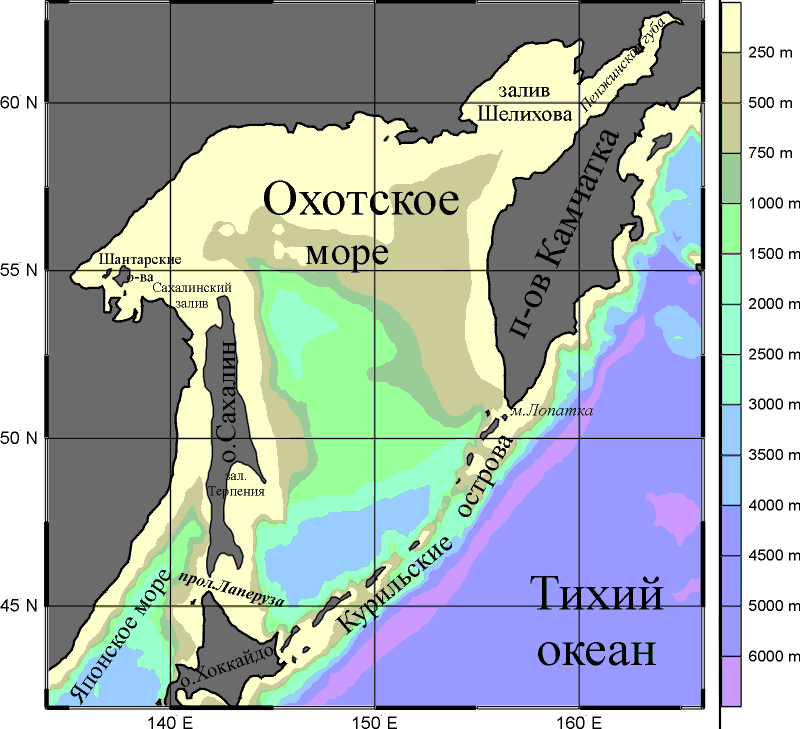 60 N
55 N
50 N
45 N
залив
Шелихова
Пенжинская губа
Охотское
море
п-ов Камчатка
Шантарские
о-ва
Сахалинский
залив
о.Сахалин
м.Лопатка
зал.
Терпения
Курильские
острова
прол.Лаперуза
Японское море
о.Хоккайдо
Тихий
океан
140 E
150 E
160 E
250 m
500 m
750 m
1000 m
1500 m
2000 m
2500 m
3000 m
3500 m
4000 m
4500 m
5000 m
6000 m